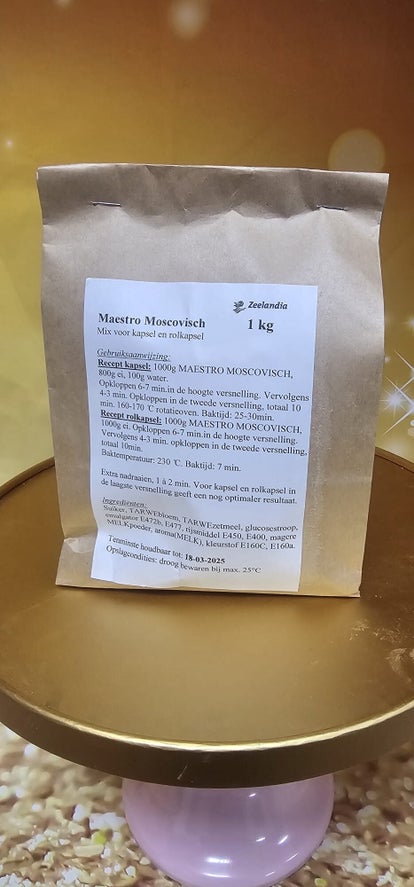 Zeelandia
Maestro Moscovisch 1 kg
Mix voor kapsel en rolkapsel
Gebruiksaanwijzing:
Recept kapsel: 1000g MAESTRO MOSCOVISCH,
800g ei, 100g water.
Opkloppen 6-7 min.in de hoogte versnelling. Vervolgens
4-3 min. Opkloppen in de tweede versnelling, totaal 10
min. 160-170 ℃ rotatieoven. Baktijd: 25-30min.
Recept rolkapsel: 1000g MAESTRO MOSCOVISCH,
1000g ei. Opkloppen 6-7 min.in de hoogte versnelling.
Vervolgens 4-3 min. opkloppen in de tweede versnelling,
totaal 10min.
Baktemperatuur: 230 ℃. Baktijd: 7 min.
Extra nadraaien, 1 à 2 min. Voor kapsel en rolkapsel in
de laagste versnelling geeft een nog optimaler resultaat.
Ingrediënten:
Suiker, TARWEbloem, TARWEzetmeel, glucosestroop,
emulgator E472b, E477, rijsmiddel E450, E400, magere
MELKpoeder, aroma(MELK), kleurstof E160C, E160a.
Tenminste houdbaar tot: 18-03-2025
Opslagcondities: droog bewaren bij max. 25°C